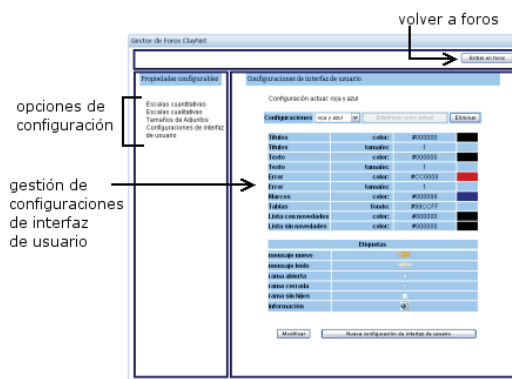 volver a foros
Gestor de Foros ClayNet
Entrar en foros
Propiedades configurables
Configuraciones de interfaz de usuario
opciones de
configuración
Escalas cuantitativas
Escalas cualitativas
Tamaños de Adjuntos
Configuraciones de interfaz
de usuario
Configuración actual: roja y azul
Configuraciones roja y azul Establecer como actual Eliminar
Títulos color: #000000
Títulos tamaño: 1
Texto color: #000000
Texto tamaño: 1
Error color: #CC0000
Error tamaño: 1
Marcos color: #000099
Tablas fondo: #99CCFF
Lista con novedades color: #000000
Lista sin novedades color: #000000
gestión de
configuraciones
de interfaz
de usuario
Etiquetas
mensaje nuevo
mensaje leído
rama abierta
rama cerrada
rama sin hijos
información
Modificar Nueva configuración de interfaz de usuario